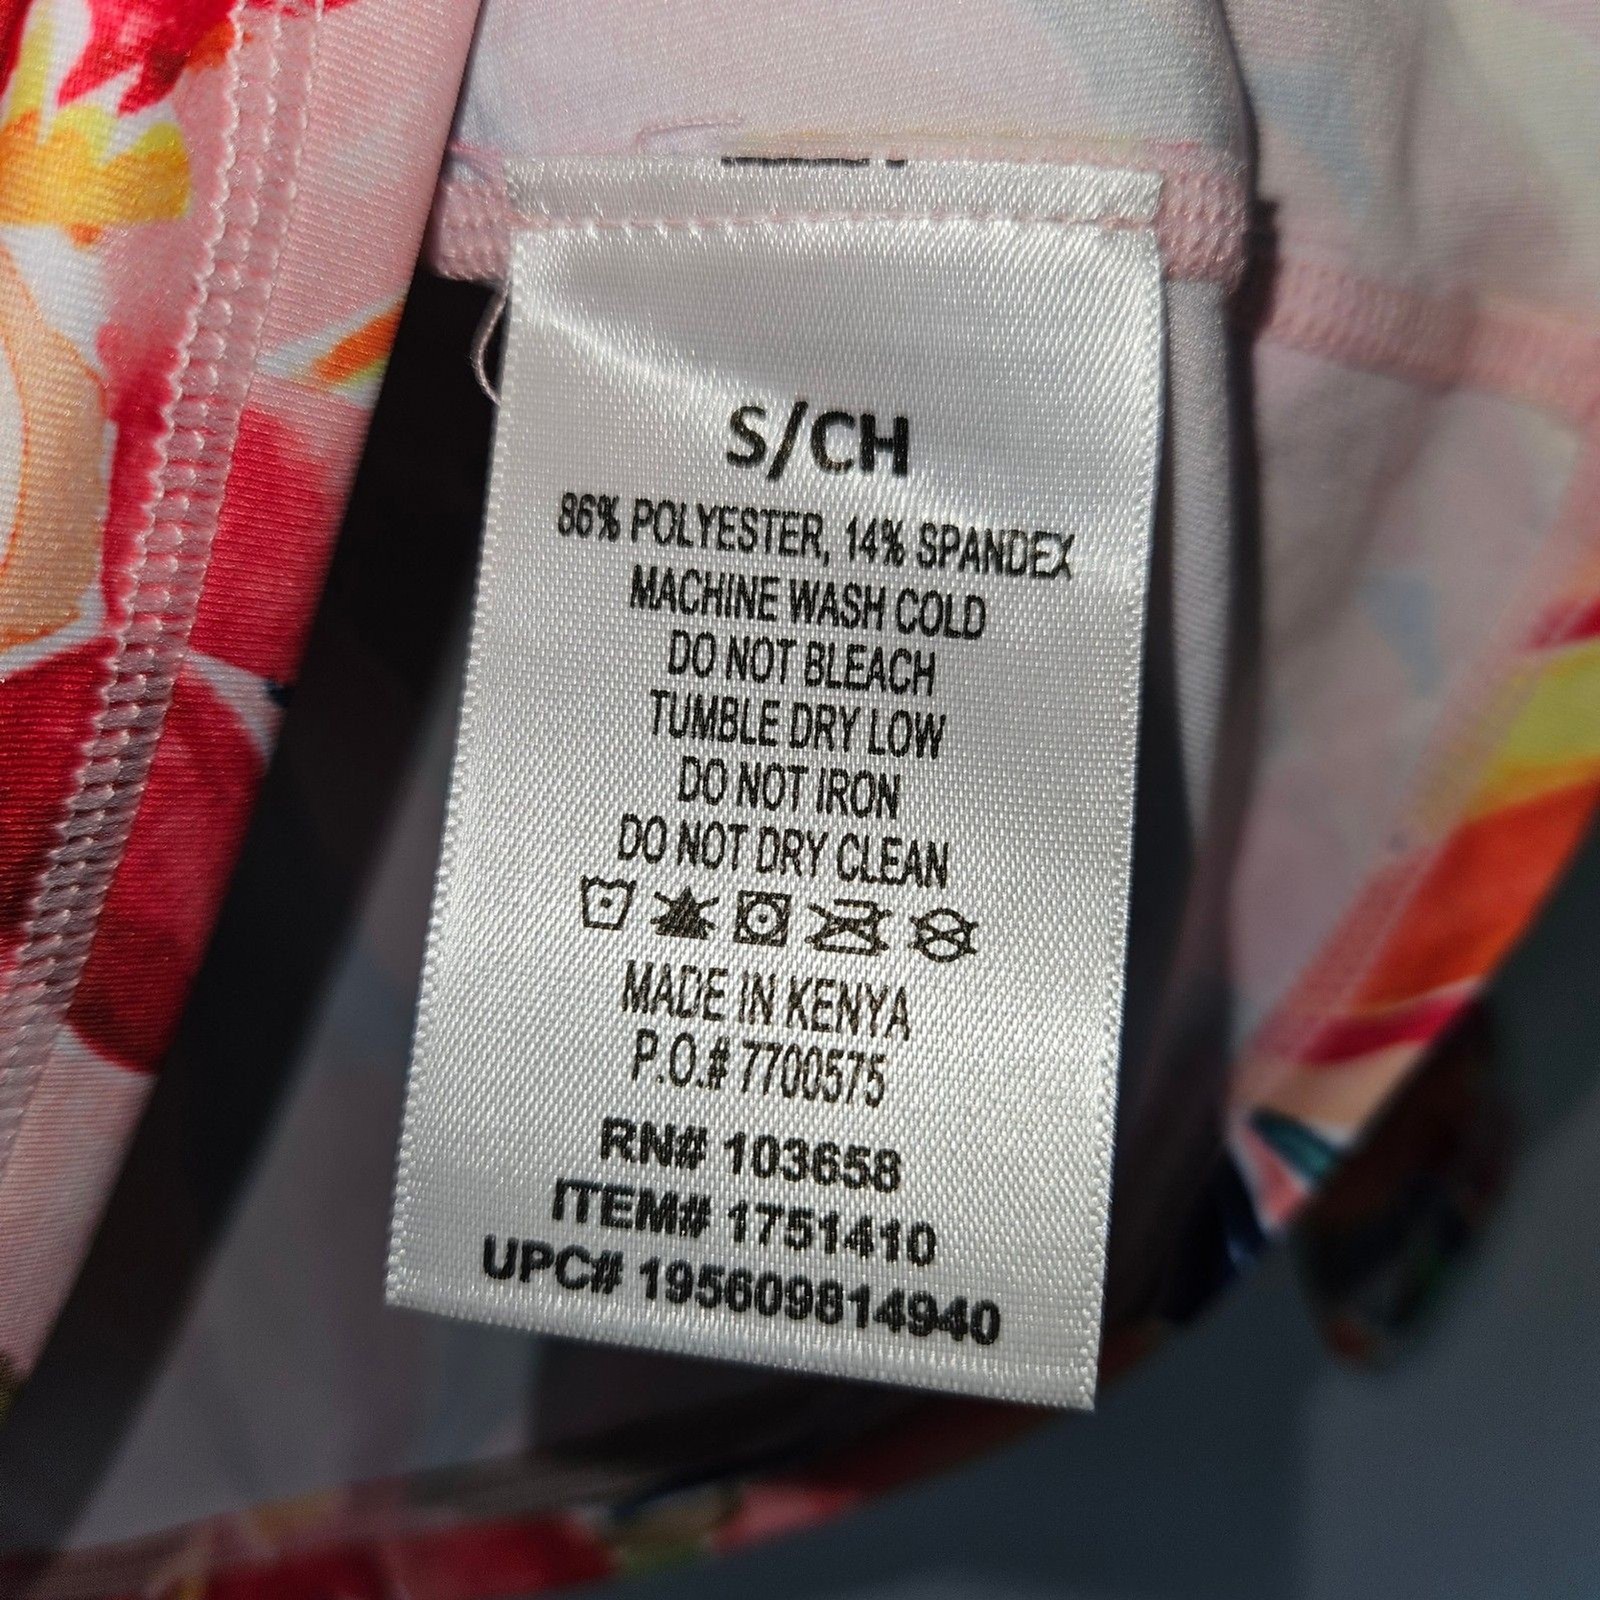 S/CH
86% POLYESTER, 14% SPANDEX
MACHINE WASH COLD
DO NOT BLEACH
TUMBLE DRY LOW
DO NOT IRON
DO NOT DRY CLEAN
MADE IN KENYA
P.O.# 7700575
RN# 103658
ITEM# 1751410
UPC# 195609814940